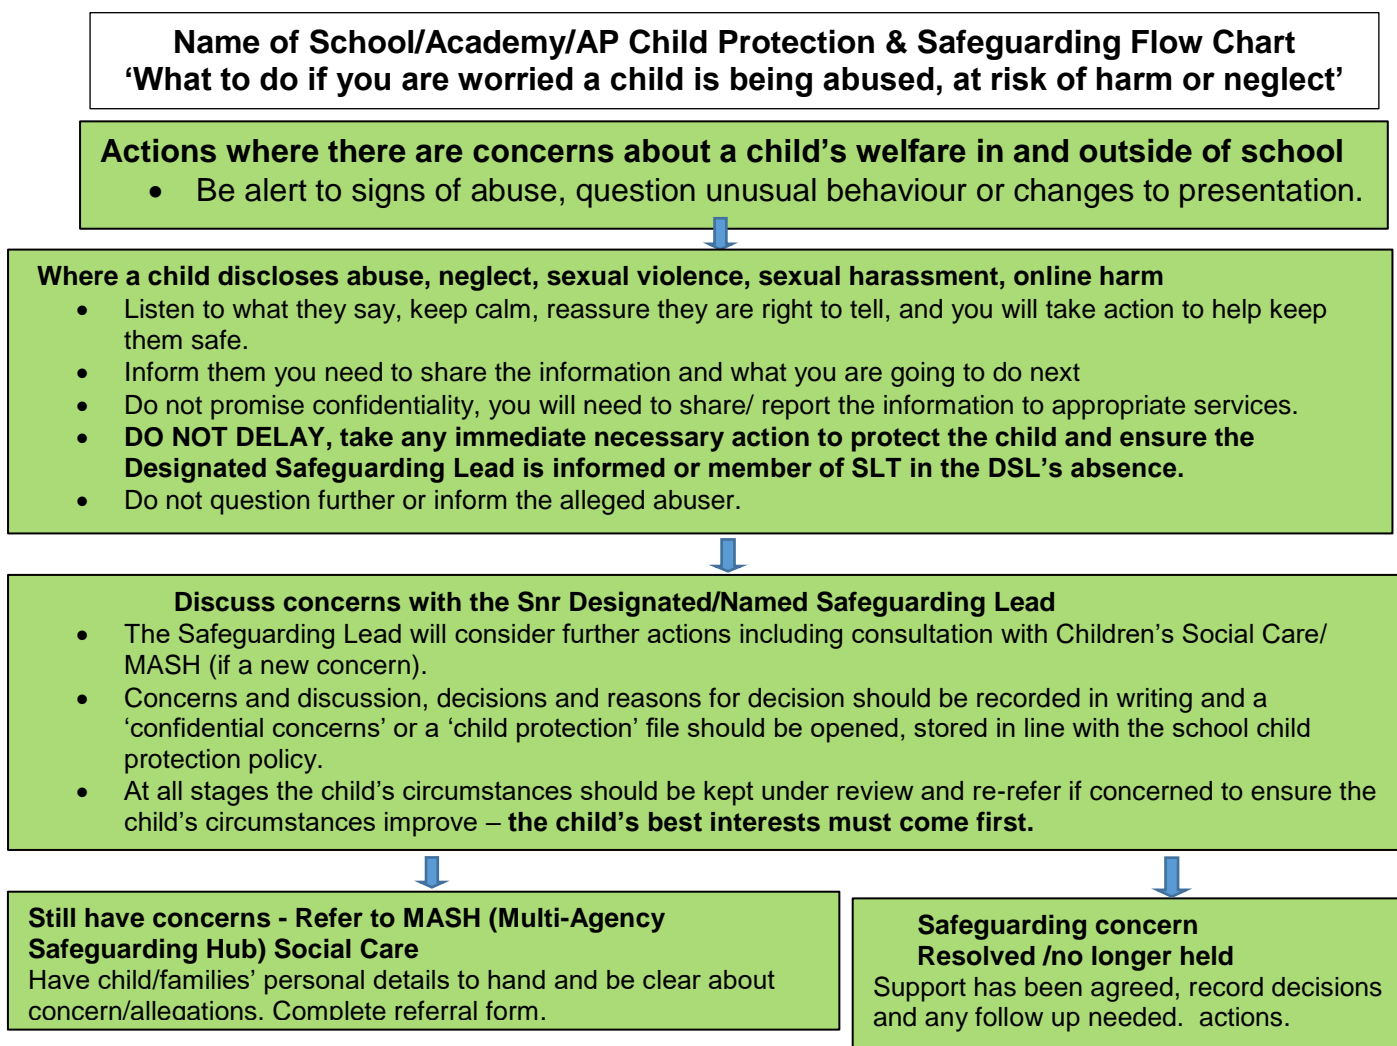 Name of School/Academy/AP Child Protection & Safeguarding Flow Chart
‘What to do if you are worried a child is being abused, at risk of harm or neglect’
Actions where there are concerns about a child’s welfare in and outside of school
• Be alert to signs of abuse, question unusual behaviour or changes to presentation.
Where a child discloses abuse, neglect, sexual violence, sexual harassment, online harm
• Listen to what they say, keep calm, reassure they are right to tell, and you will take action to help keep
them safe.
• Inform them you need to share the information and what you are going to do next
• Do not promise confidentiality, you will need to share/ report the information to appropriate services.
• DO NOT DELAY, take any immediate necessary action to protect the child and ensure the
Designated Safeguarding Lead is informed or member of SLT in the DSL’s absence.
• Do not question further or inform the alleged abuser.
Discuss concerns with the Snr Designated/Named Safeguarding Lead
• The Safeguarding Lead will consider further actions including consultation with Children’s Social Care/
MASH (if a new concern).
• Concerns and discussion, decisions and reasons for decision should be recorded in writing and a
‘confidential concerns’ or a ‘child protection’ file should be opened, stored in line with the school child
protection policy.
• At all stages the child’s circumstances should be kept under review and re-refer if concerned to ensure the
child’s circumstances improve – the child’s best interests must come first.
Still have concerns - Refer to MASH (Multi-Agency
Safeguarding Hub) Social Care
Have child/families’ personal details to hand and be clear about
concern/allegations. Complete referral form.
Safeguarding concern
Resolved /no longer held
Support has been agreed, record decisions
and any follow up needed.  actions.